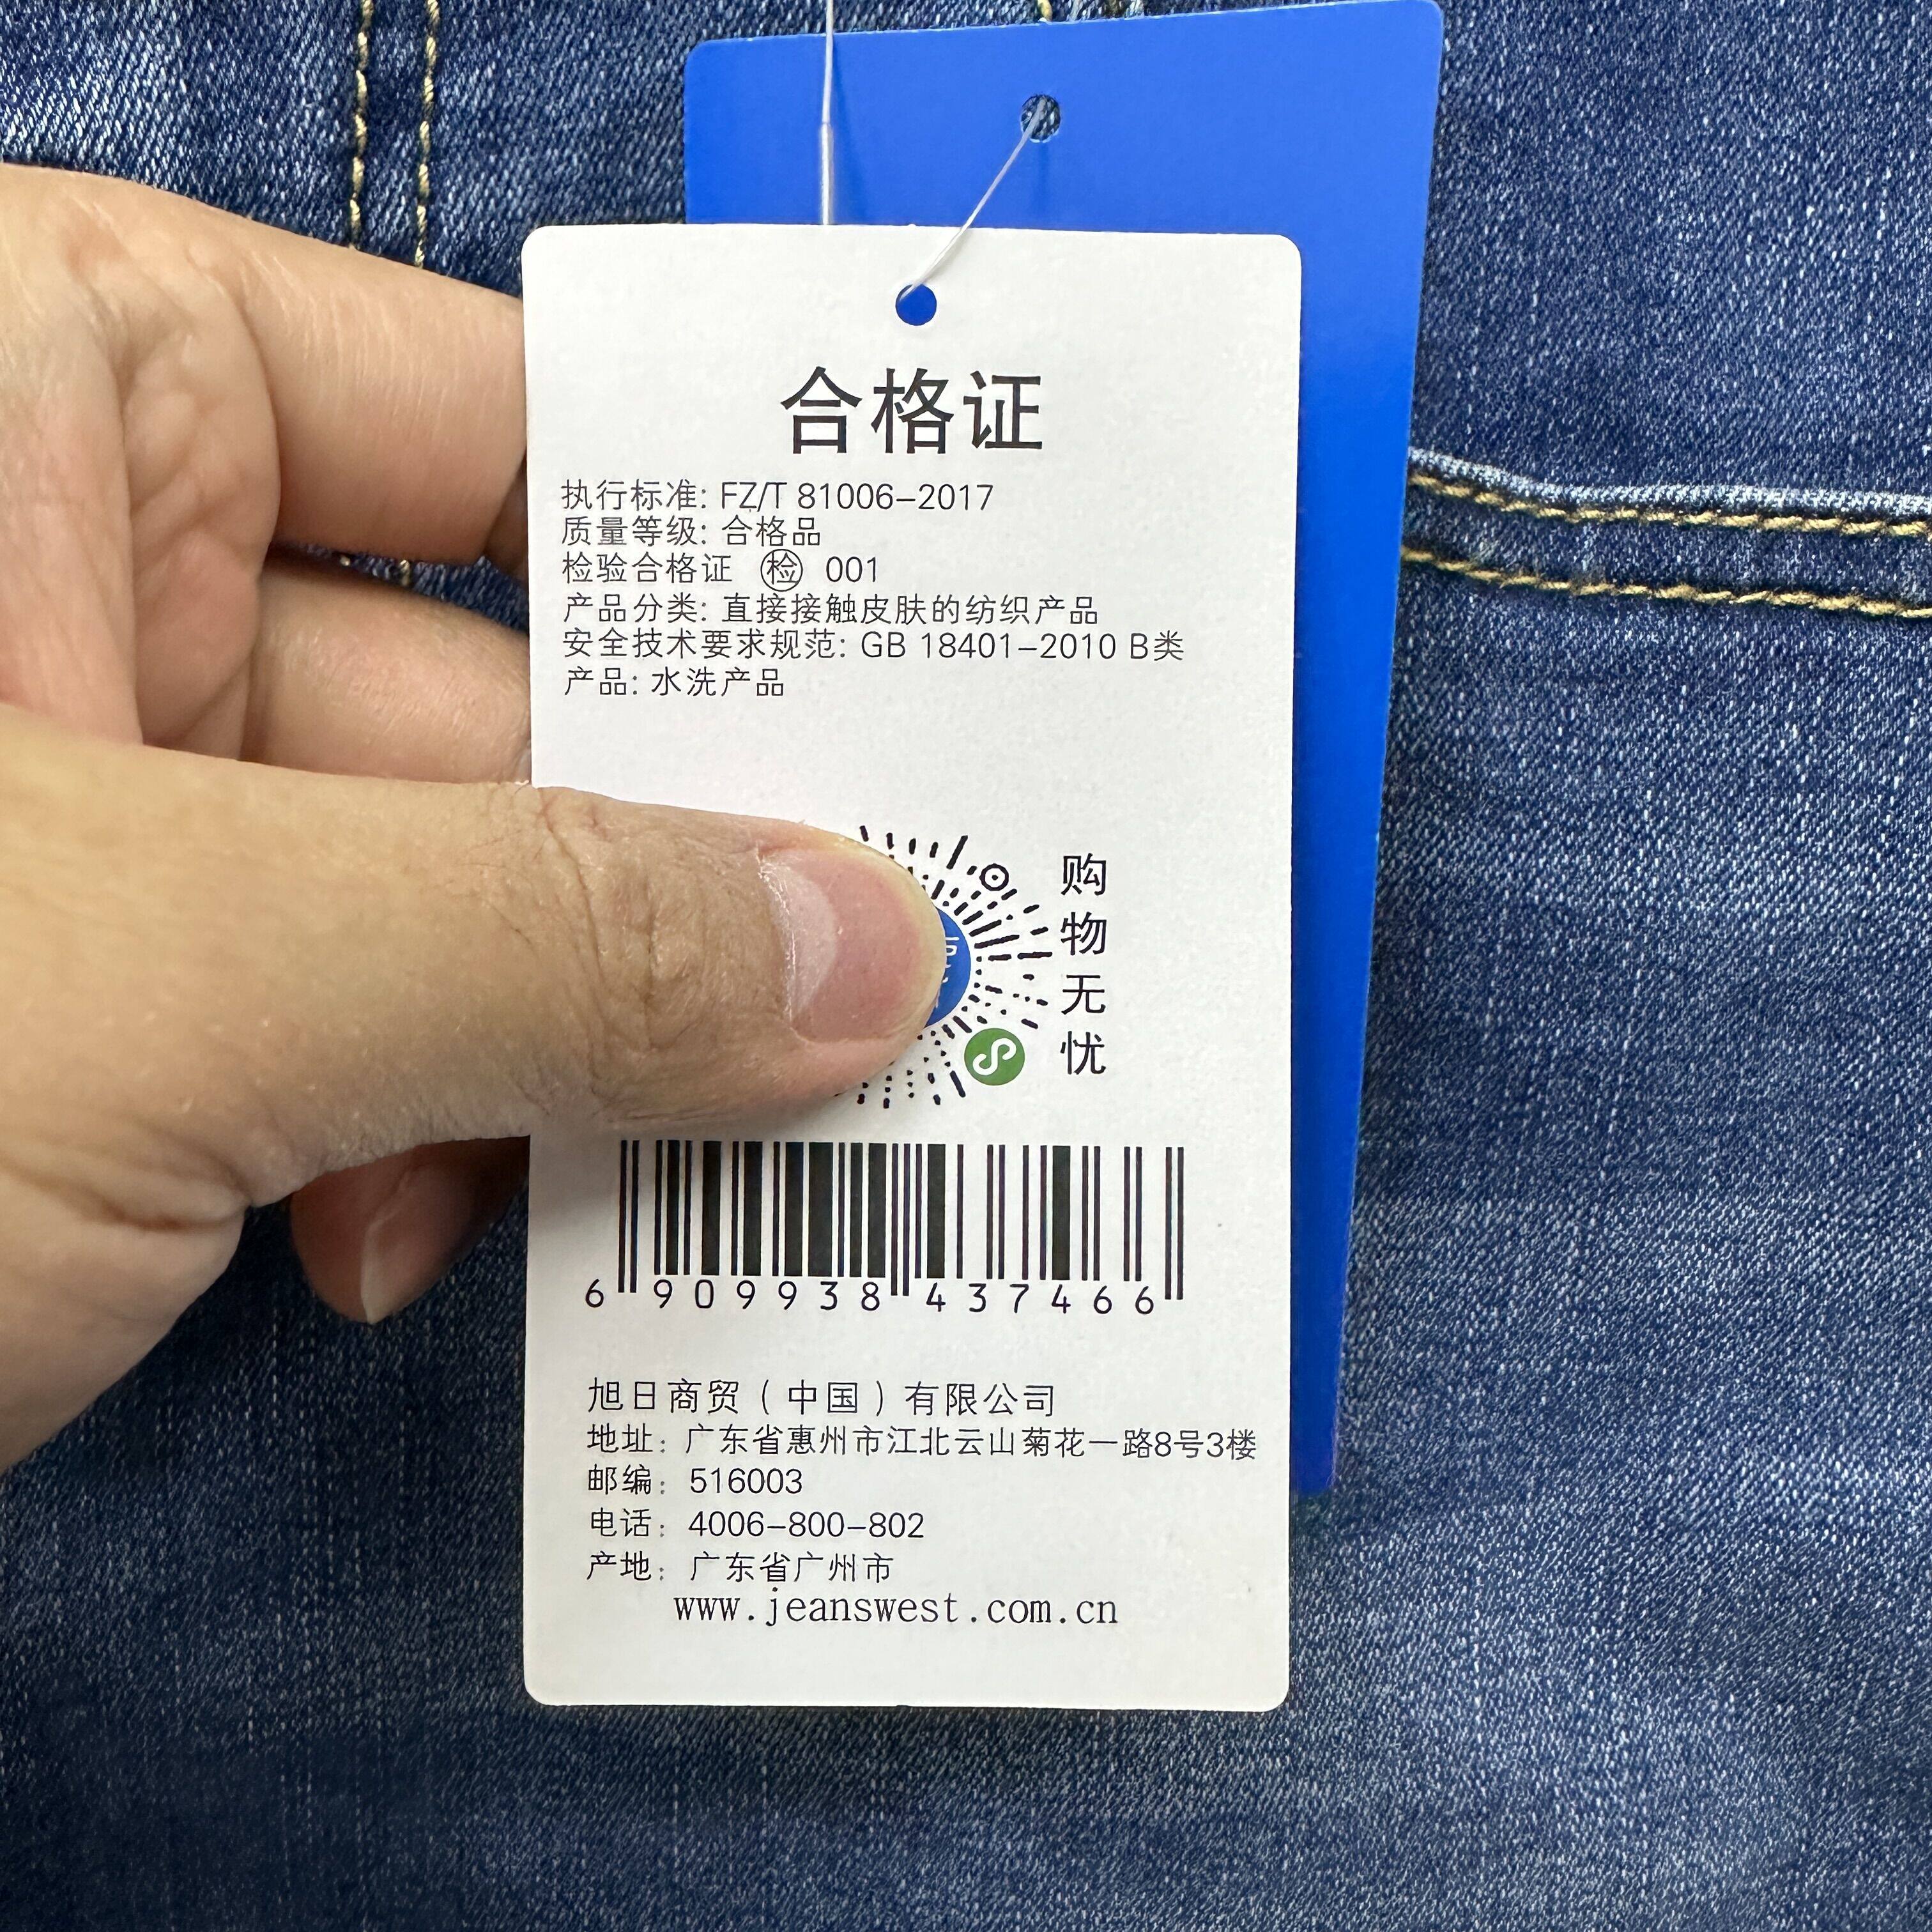 合格证
执行标准: FZ/T 81006-2017
质量等级: 合格品
检验合格证 检 001
产品分类: 直接接触皮肤的纺织产品
安全技术要求规范: GB 18401-2010 B类
产品: 水洗产品
购物无忧
6 909938 437466
旭日商贸(中国)有限公司
地址: 广东省惠州市江北云山菊花一路8号3楼
邮编: 516003
电话: 4006-800-802
产地: 广东省广州市
www.jeanswest.com.cn